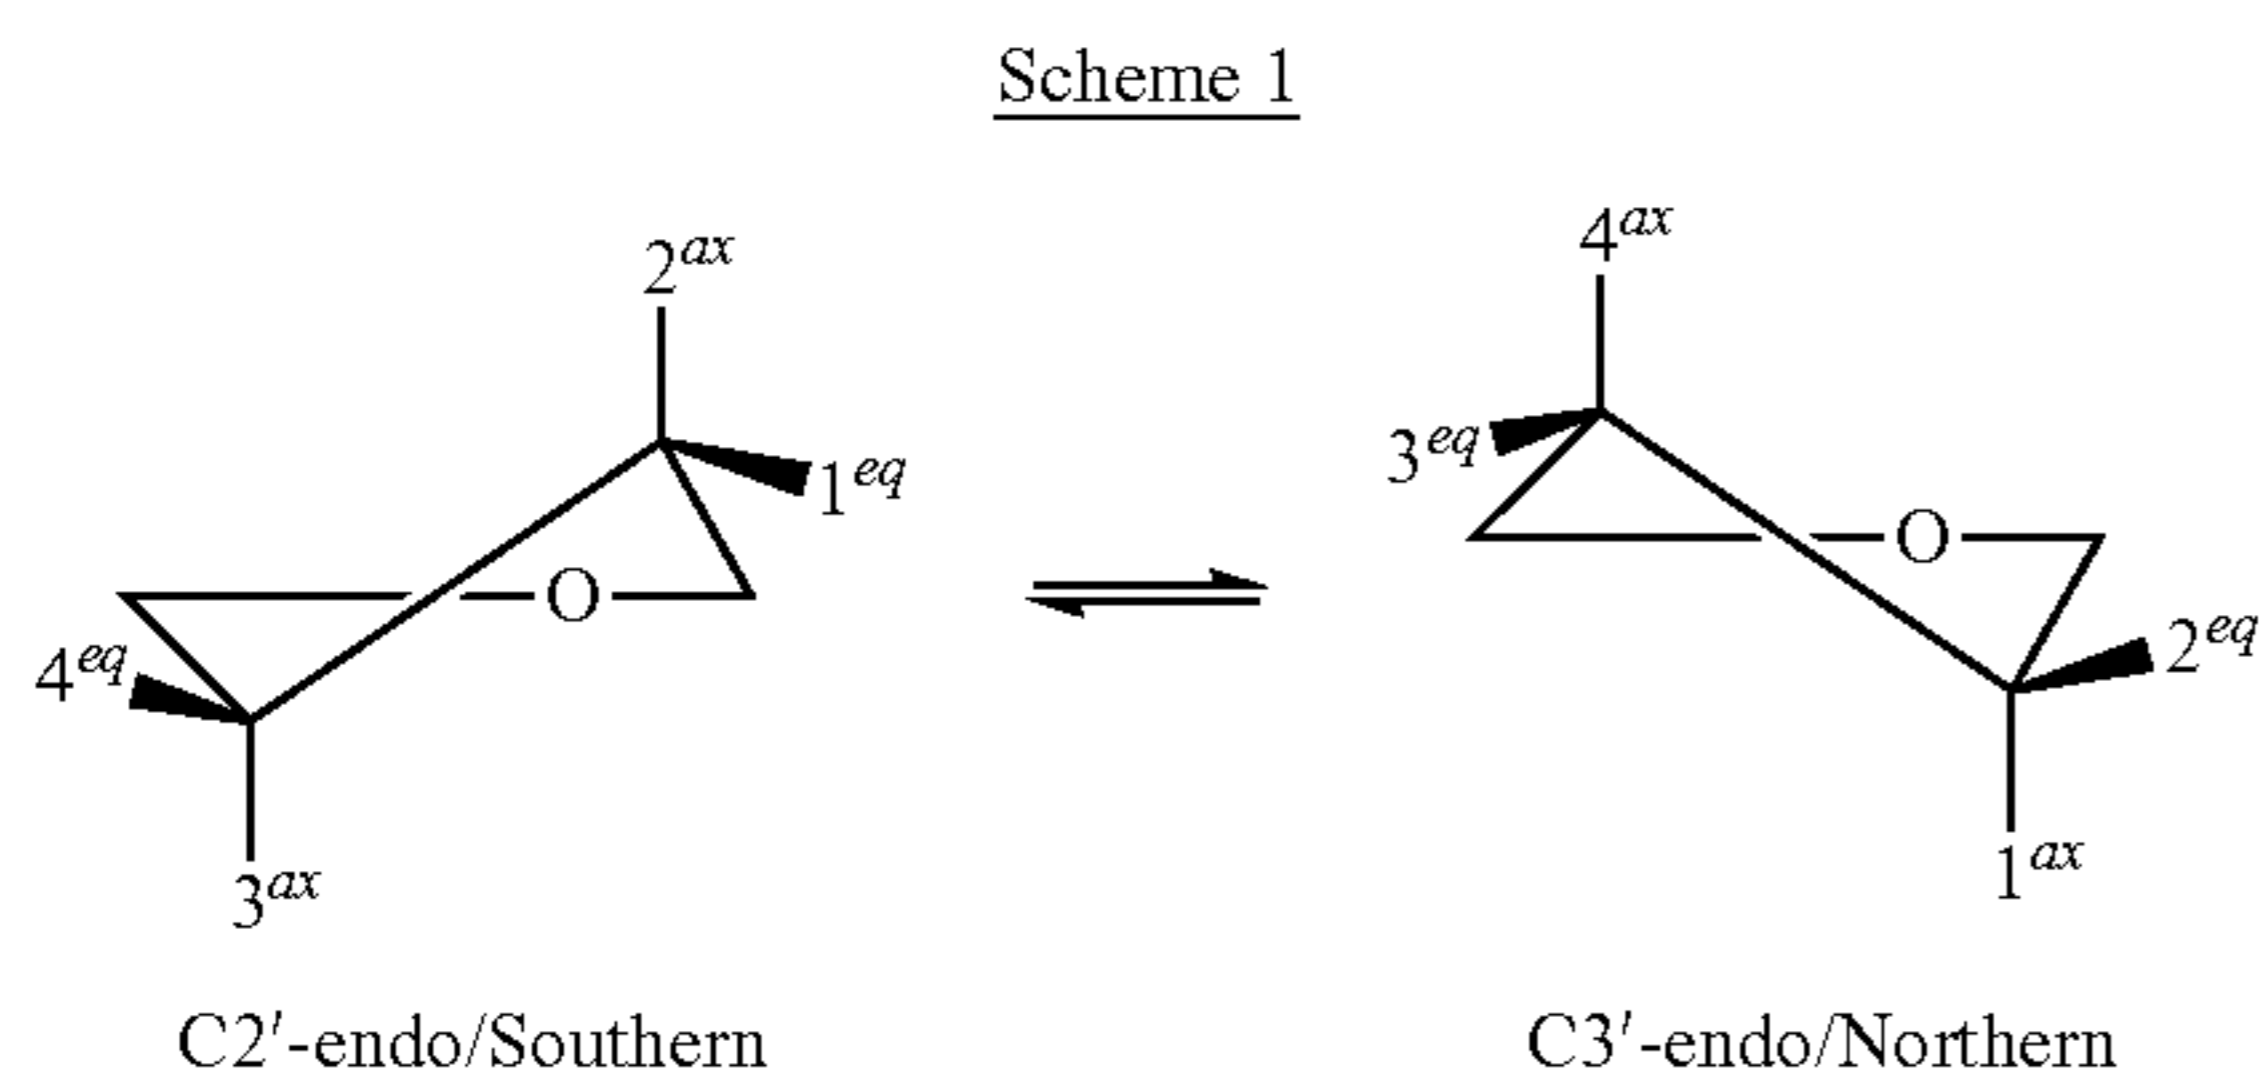 Scheme 1
2ax
1eq
O
4eq
3ax
4ax
3eq
O
2eq
1ax
C2′-endo/Southern
C3′-endo/Northern